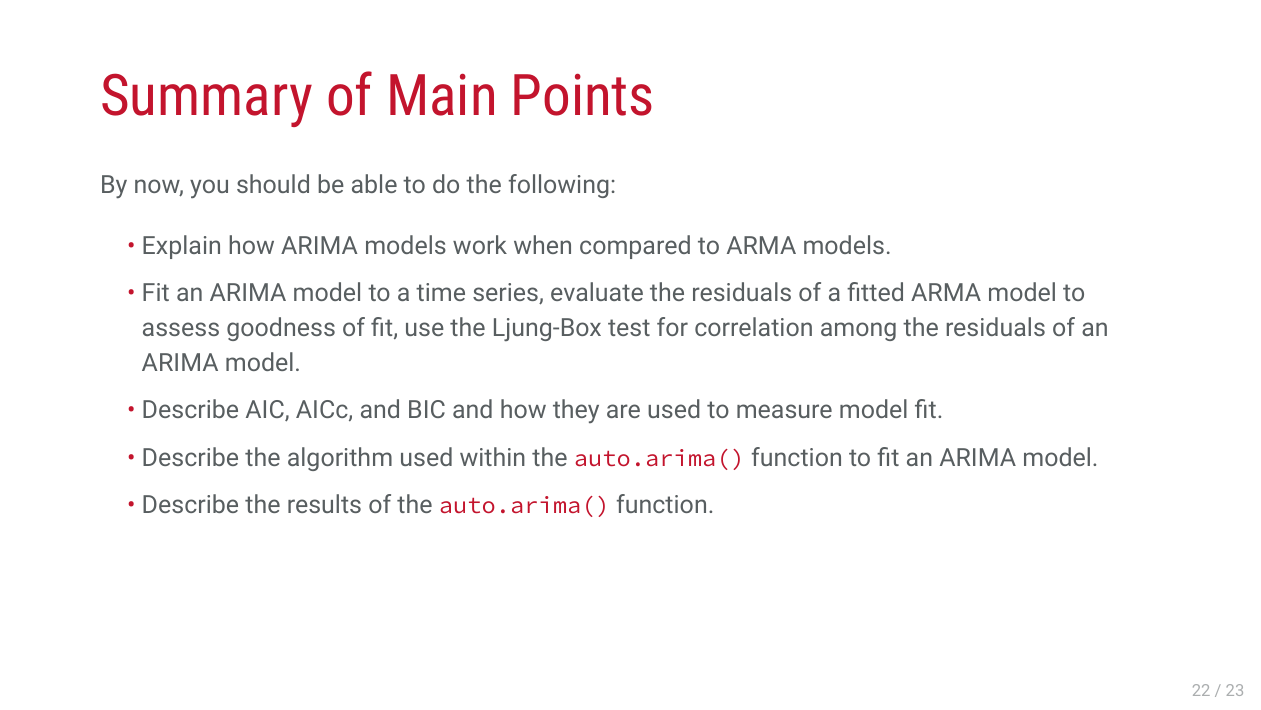 Summary of Main Points
By now, you should be able to do the following:
• Explain how ARIMA models work when compared to ARMA models.
• Fit an ARIMA model to a time series, evaluate the residuals of a fitted ARMA model to
assess goodness of fit, use the Ljung-Box test for correlation among the residuals of an
ARIMA model.
• Describe AIC, AICc, and BIC and how they are used to measure model fit.
• Describe the algorithm used within the auto.arima() function to fit an ARIMA model.
• Describe the results of the auto.arima() function.
22 / 23